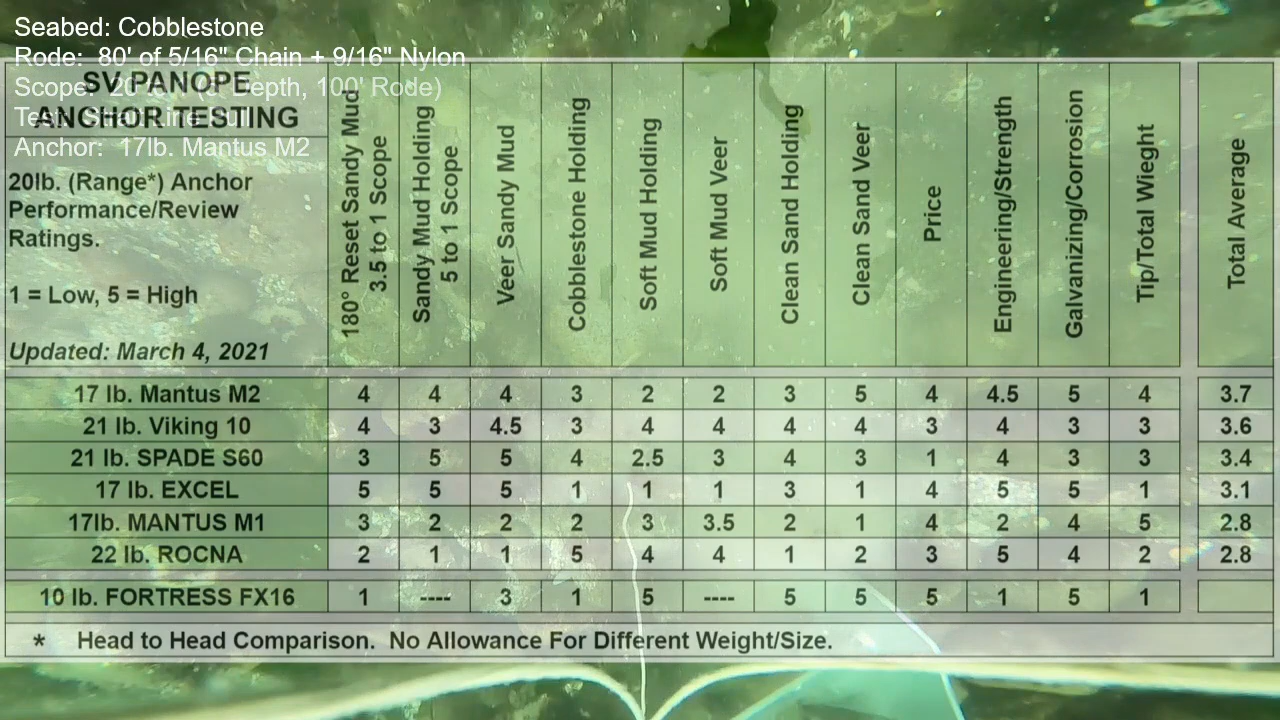 Seabed: Cobblestone
Rode: 80' of 5/16" Chain + 9/16" Nylon
Depth, 100' Rode)
Anchor: 17lb. Mantus M2
SV PANOPE
ANCHOR TESTING
20lb. (Range*) Anchor
Performance/Review
Ratings.
1 = Low, 5 = High
Updated: March 4, 2021
180° Reset Sandy Mud
3.5 to 1 Scope
Sandy Mud Holding
5 to 1 Scope
Veer Sandy Mud
Cobblestone Holding
Soft Mud Holding
Soft Mud Veer
Clean Sand Holding
Clean Sand Veer
Price
Engineering/Strength
Galvanizing/Corrosion
Tip/Total Wieght
Total Average
17 lb. Mantus M2 4 4 4 3 2 2 3 5 4 4.5 5 4 3.7
21 lb. Viking 10 4 3 4.5 3 4 4 4 4 3 4 3 3 3.6
21 lb. SPADE S60 3 5 5 4 2.5 3 4 3 1 4 3 3 3.4
17 lb. EXCEL 5 5 5 1 1 1 3 1 4 5 5 1 3.1
17lb. MANTUS M1 3 2 2 2 3 3.5 2 1 4 2 4 5 2.8
22 lb. ROCNA 2 1 1 5 4 4 1 2 3 5 4 2 2.8
10 lb. FORTRESS FX16 1 ---- 3 1 5 ---- 5 5 5 1 5 1
* Head to Head Comparison. No Allowance For Different Weight/Size.